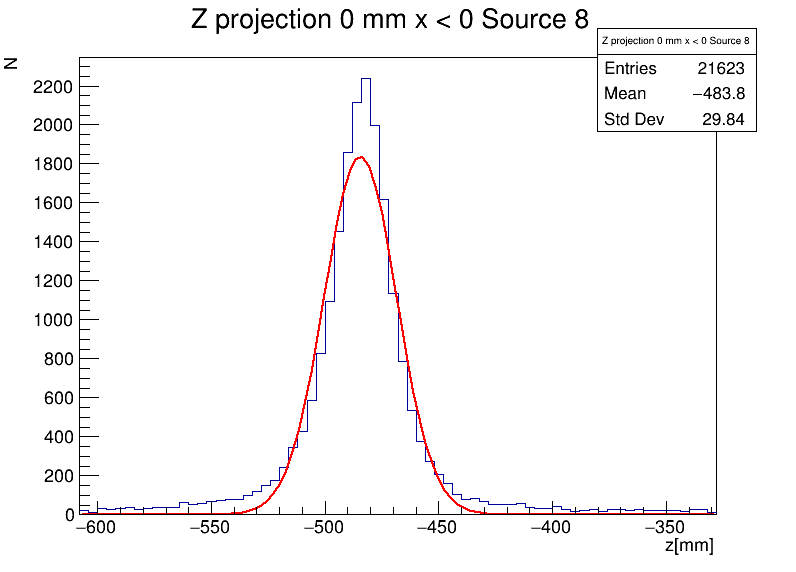 Z projection 0 mm x < 0 Source 8
Z projection 0 mm x < 0 Source 8
Entries 21623
Mean −483.8
Std Dev 29.84
N
2200
2000
1800
1600
1400
1200
1000
800
600
400
200
0
−600 −550 −500 −450 −400 −350
z[mm]